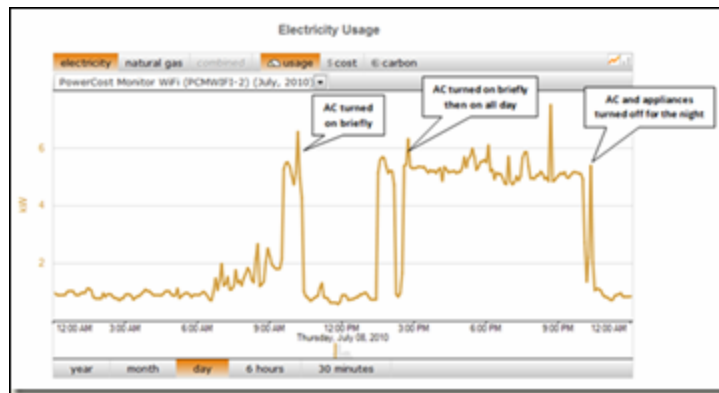 Electricity Usage
electricity natural gas combined usage $ cost carbon
PowerCost Monitor WiFi (PCMWIFI-2) (July, 2010)
AC turned
on briefly
AC turned on briefly
then on all day
AC and appliances
turned off for the night
6
4
2
kW
12:00 AM 3:00 AM 6:00 AM 9:00 AM 12:00 PM 3:00 PM 6:00 PM 9:00 PM 12:00 AM
Thursday, July 08, 2010
year month day 6 hours 30 minutes